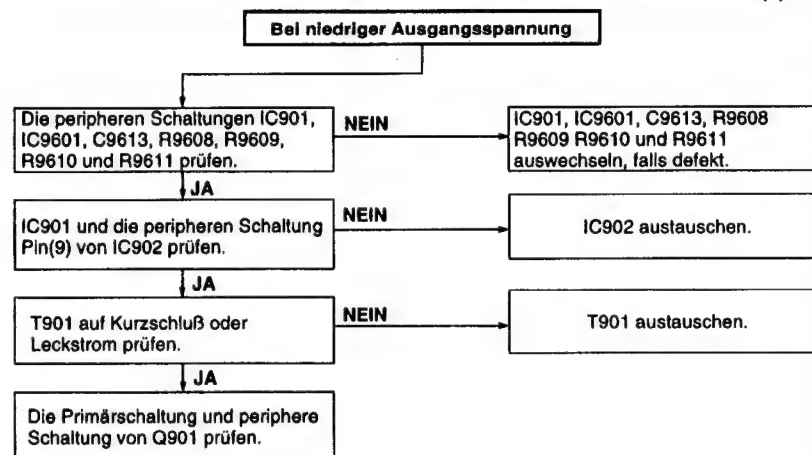 Bei niedriger Ausgangsspannung
Die peripheren Schaltungen IC901,
IC9601, C9613, R9608, R9609,
R9610 und R9611 prüfen.
NEIN
IC901, IC9601, C9613, R9608
R9609 R9610 und R9611
auswechseln, falls defekt.
JA
IC901 und die peripheren Schaltung
Pin(9) von IC902 prüfen.
NEIN
IC902 austauschen.
JA
T901 auf Kurzschluß oder
Leckstrom prüfen.
NEIN
T901 austauschen.
JA
Die Primärschaltung und periphere
Schaltung von Q901 prüfen.